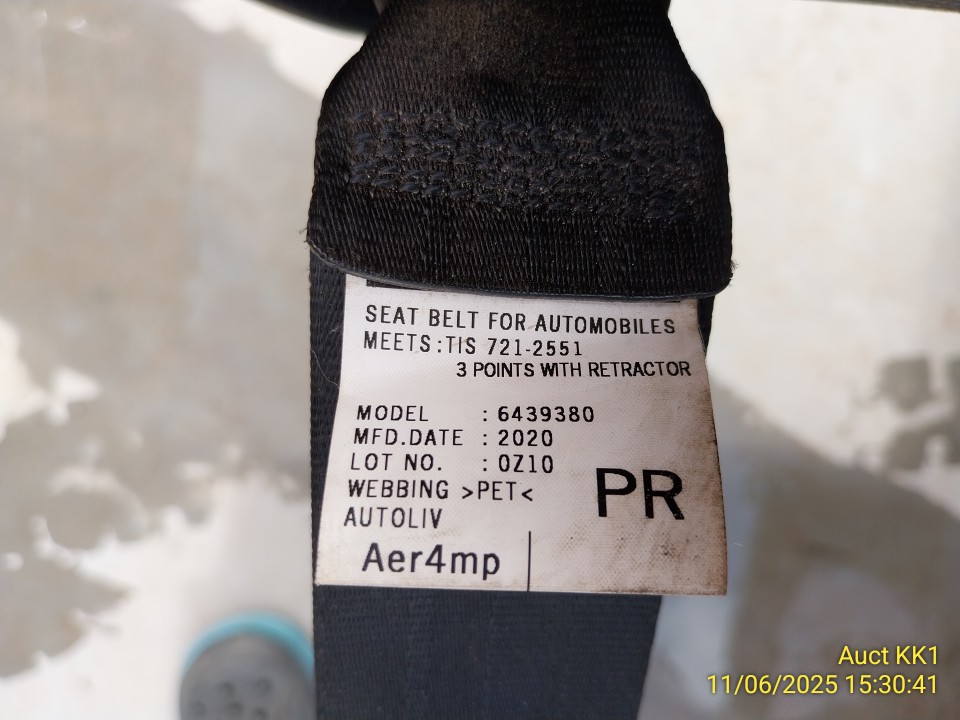 SEAT BELT FOR AUTOMOBILES
MEETS:TIS 721-2551
3 POINTS WITH RETRACTOR
MODEL : 6439380
MFD.DATE : 2020
LOT NO. : 0Z10
WEBBING >PET<
PR
AUTOLIV
Aer4mp
Auct KK1
11/06/2025 15:30:41